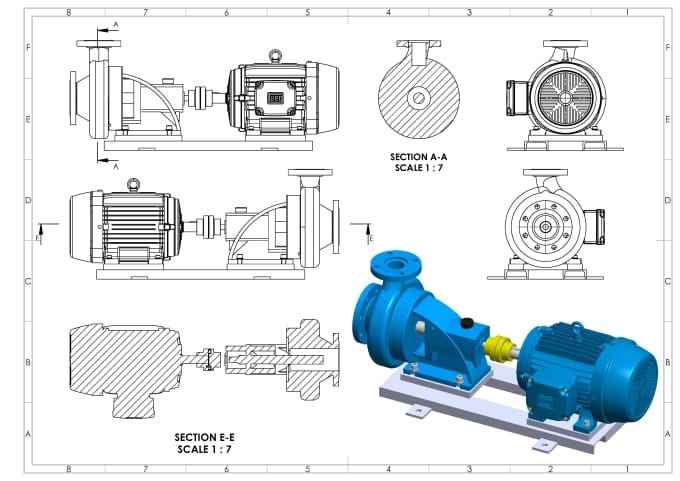 8 7 6 5 4 3 2 1
F F
A
E E
A
SECTION A-A
SCALE 1 : 7
D D
E E
C C
B B
SECTION E-E
SCALE 1 : 7
A A
8 7 6 5 4 3 2 1